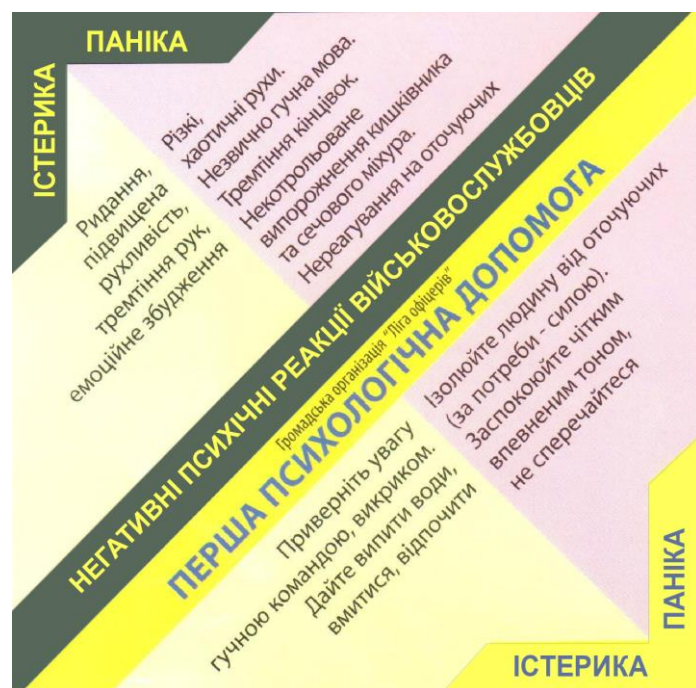 ПАНІКА
ІСТЕРИКА
Різкі,
хаотичні рухи.
Незвично гучна мова.
Тремтіння кінцівок.
Некотрольоване
випорожнення кишківника
та сечового міхура.
Нереагування на оточуючих
Ридання,
підвищена
рухливість,
тремтіння рук,
емоційне збудження
НЕГАТИВНІ ПСИХІЧНІ РЕАКЦІЇ ВІЙСЬКОВОСЛУЖБОВЦІВ
Громадська організація "Ліга офіцерів"
ПЕРША ПСИХОЛОГІЧНА ДОПОМОГА
Ізолюйте людину від оточуючих
(за потреби - силою).
Заспокоюйте чітким
впевненим тоном,
не сперечайтеся
Приверніть увагу
гучною командою, викриком.
Дайте випити води,
вмитися, відпочити
ПАНІКА
ІСТЕРИКА